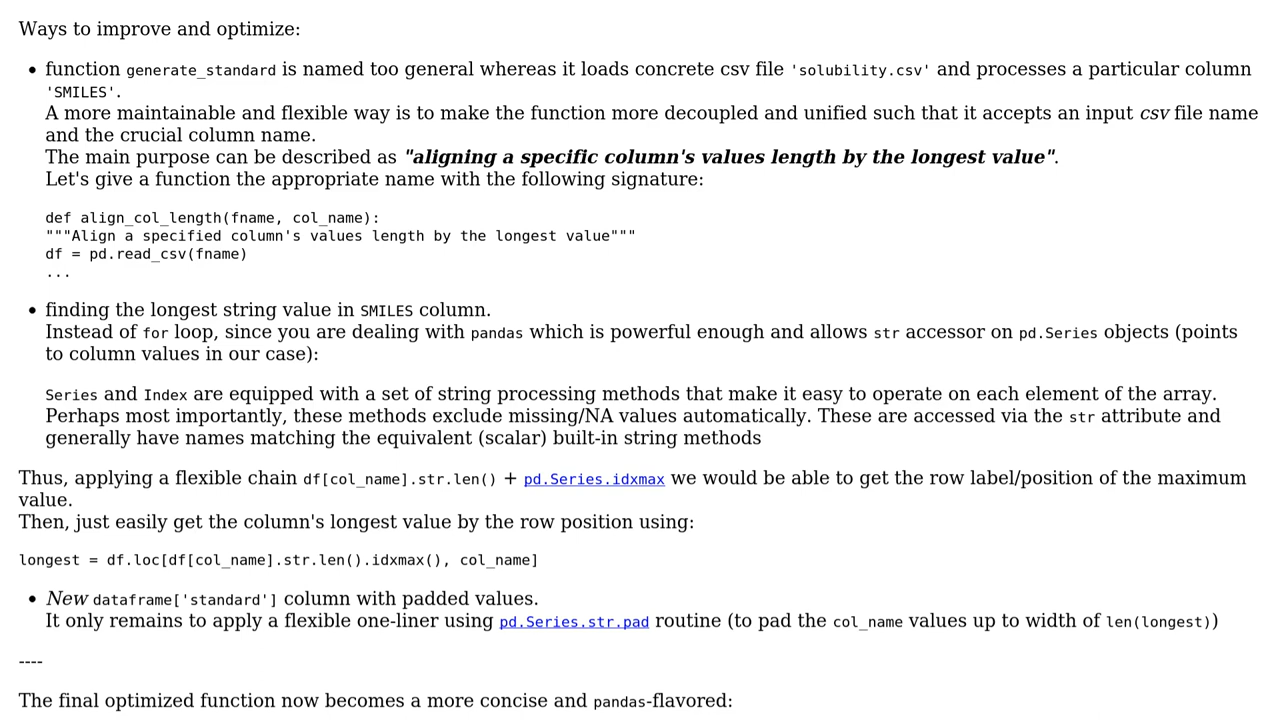 Ways to improve and optimize:
• function generate_standard is named too general whereas it loads concrete csv file 'solubility.csv' and processes a particular column
'SMILES'.
A more maintainable and flexible way is to make the function more decoupled and unified such that it accepts an input csv file name
and the crucial column name.
The main purpose can be described as "aligning a specific column's values length by the longest value".
Let's give a function the appropriate name with the following signature:
def align_col_length(fname, col_name):
"""Align a specified column's values length by the longest value"""
df = pd.read_csv(fname)
...
• finding the longest string value in SMILES column.
Instead of for loop, since you are dealing with pandas which is powerful enough and allows str accessor on pd.Series objects (points
to column values in our case):
Series and Index are equipped with a set of string processing methods that make it easy to operate on each element of the array.
Perhaps most importantly, these methods exclude missing/NA values automatically. These are accessed via the str attribute and
generally have names matching the equivalent (scalar) built-in string methods
Thus, applying a flexible chain df[col_name].str.len() + pd.Series.idxmax we would be able to get the row label/position of the maximum
value.
Then, just easily get the column's longest value by the row position using:
longest = df.loc[df[col_name].str.len().idxmax(), col_name]
• New dataframe['standard'] column with padded values.
It only remains to apply a flexible one-liner using pd.Series.str.pad routine (to pad the col_name values up to width of len(longest))
----
The final optimized function now becomes a more concise and pandas-flavored: